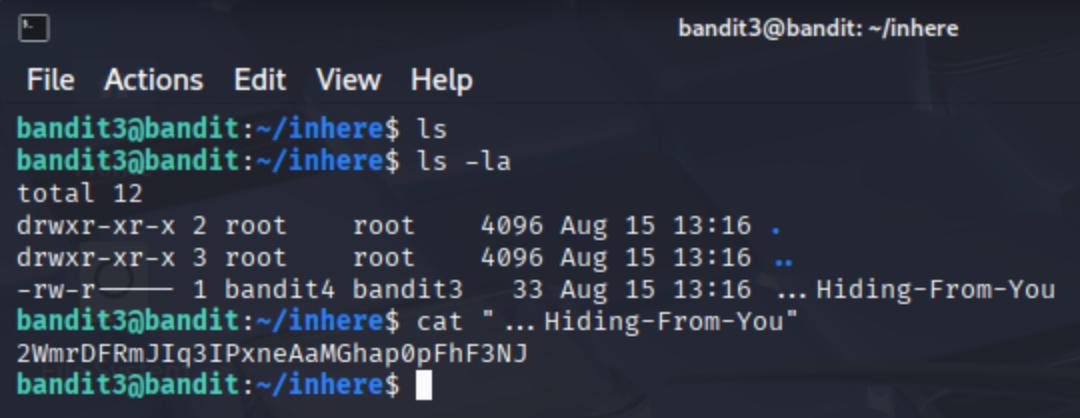 bandit3@bandit: ~/inhere
File Actions Edit View Help
bandit3@bandit:~/inhere$ ls
bandit3@bandit:~/inhere$ ls -la
total 12
drwxr-xr-x 2 root    root    4096 Aug 15 13:16 .
drwxr-xr-x 3 root    root    4096 Aug 15 13:16 ..
-rw-r----- 1 bandit4 bandit3   33 Aug 15 13:16 ...Hiding-From-You
bandit3@bandit:~/inhere$ cat "...Hiding-From-You"
2WmrDFRmJIq3IPxneAaMGhap0pFhF3NJ
bandit3@bandit:~/inhere$